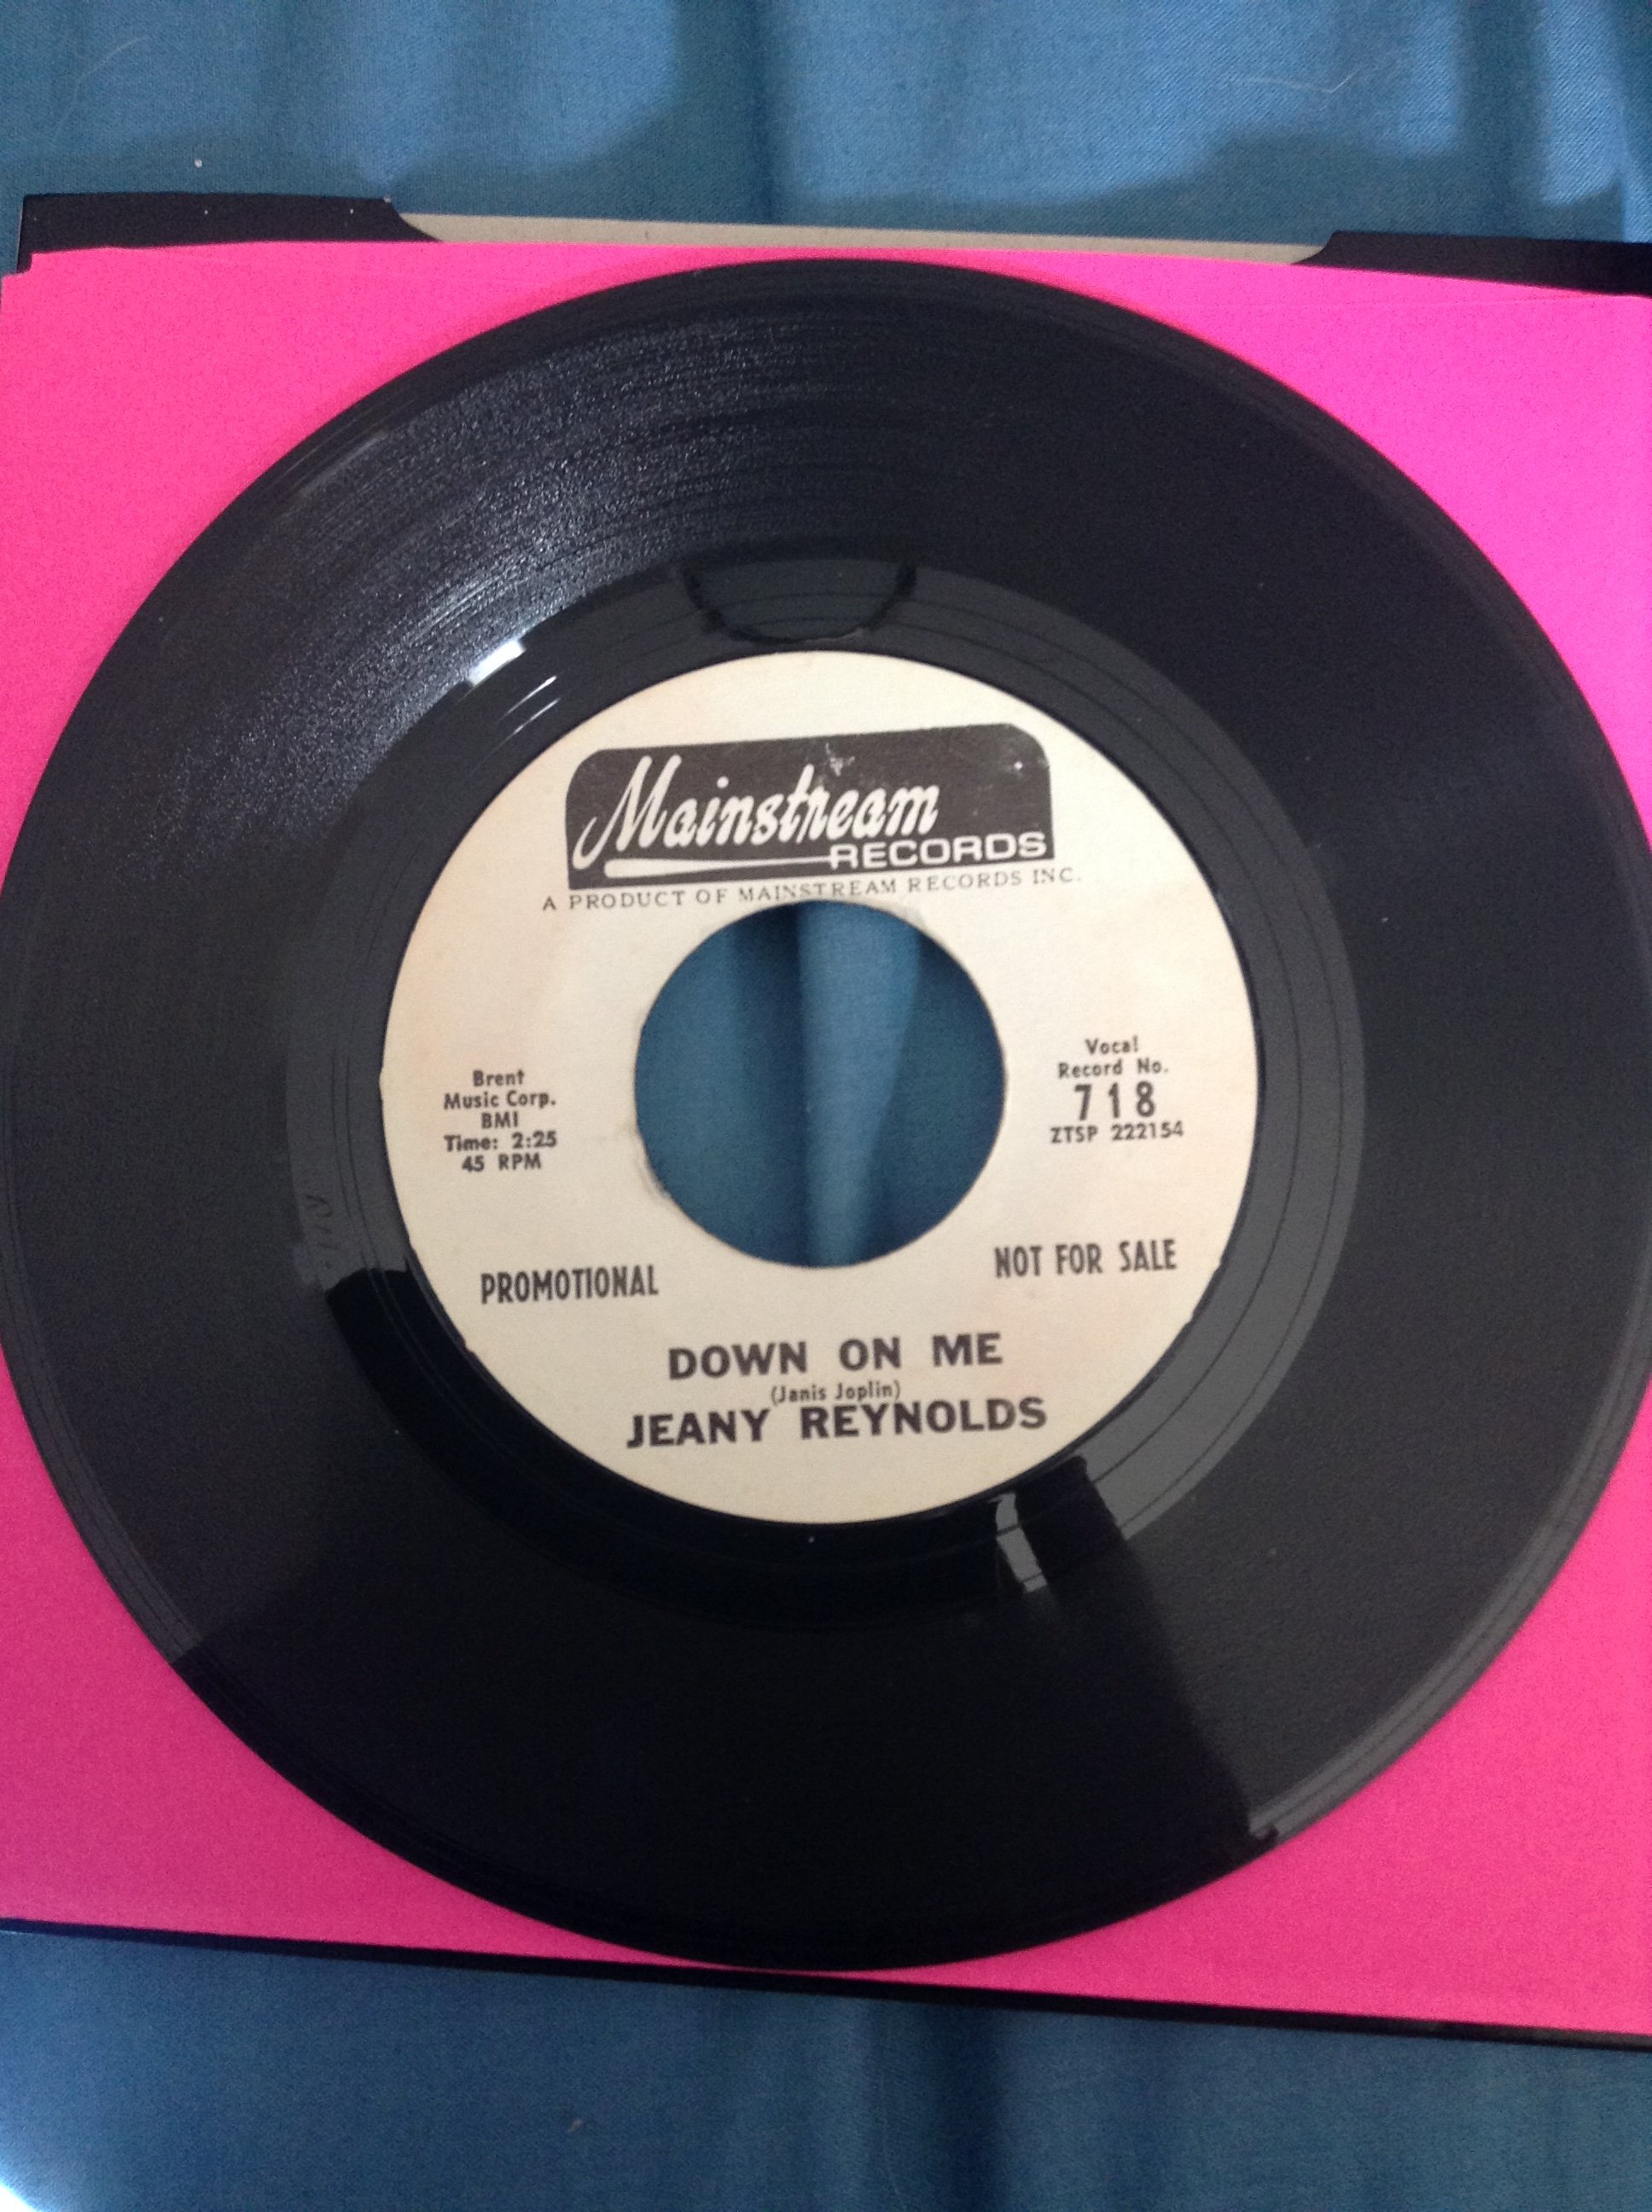 Mainstream
RECORDS
A PRODUCT OF MAINSTREAM RECORDS INC.
Brent
Music Corp.
BMI
Time: 2:25
45 RPM
Vocal
Record No.
718
ZTSP 222154
PROMOTIONAL
NOT FOR SALE
DOWN ON ME
(Janis Joplin)
JEANY REYNOLDS